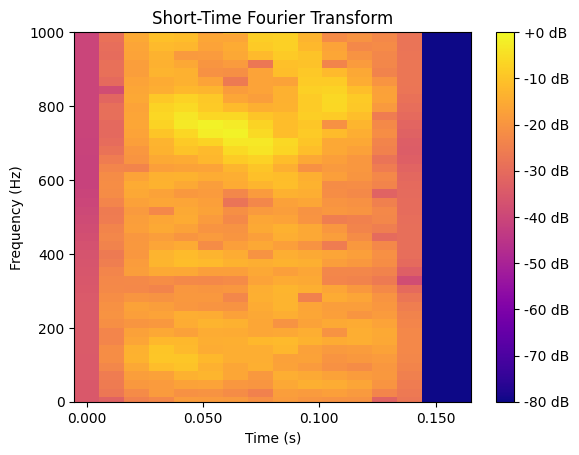 Short-Time Fourier Transform
1000
800
600
400
200
0
Frequency (Hz)
0.000
0.050
0.100
0.150
Time (s)
+0 dB
-10 dB
-20 dB
-30 dB
-40 dB
-50 dB
-60 dB
-70 dB
-80 dB